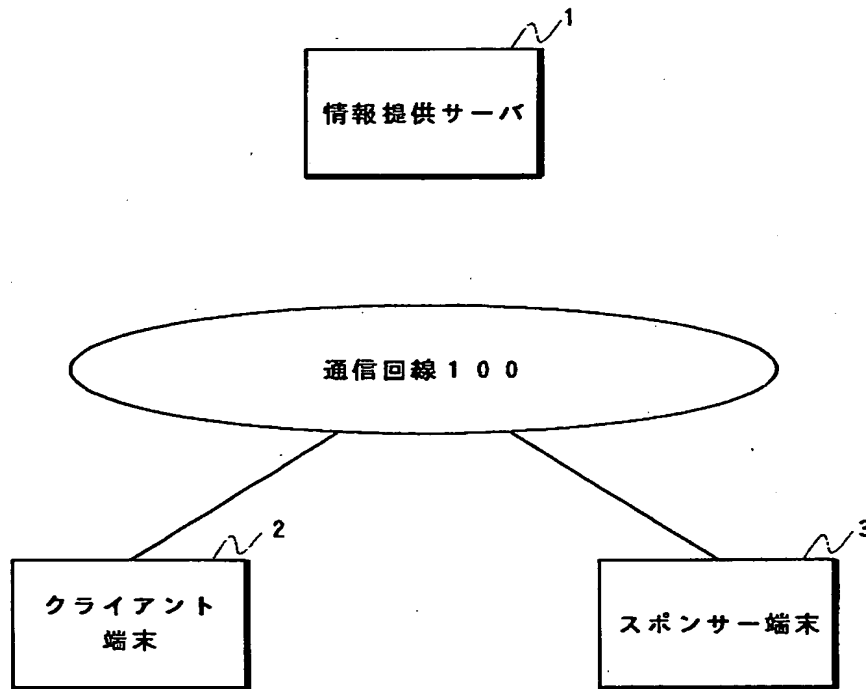 1
情報提供サーバ
通信回線100
2
クライアント
端末
3
スポンサー端末